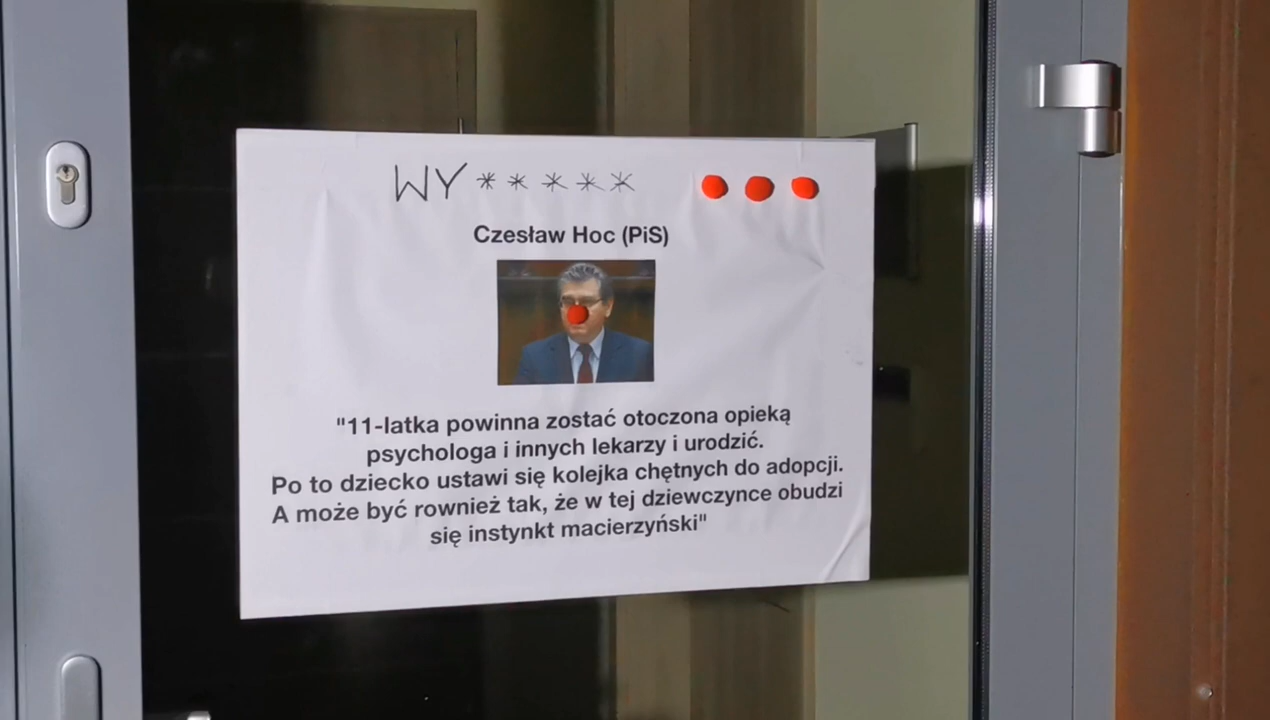 WY*****
Czesław Hoc (PiS)
"11-latka powinna zostać otoczona opieką
psychologa i innych lekarzy i urodzić.
Po to dziecko ustawi się kolejka chętnych do adopcji.
A może być rownież tak, że w tej dziewczynce obudzi
się instynkt macierzyński"